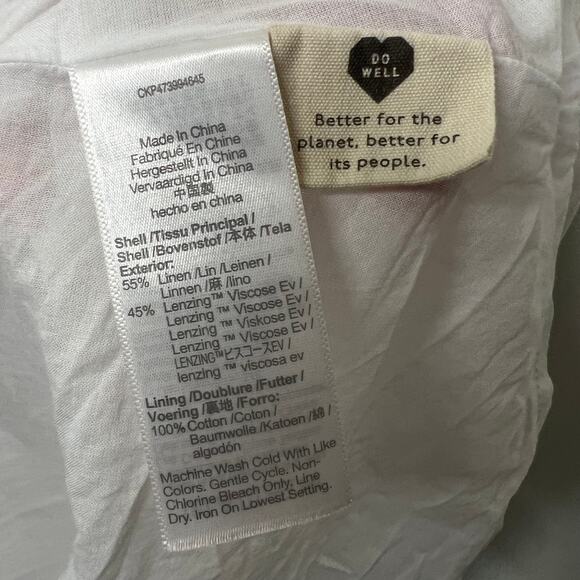 CKP473994645
Made In China
Fabriqué En Chine
Hergestellt In China
Vervaardigd In China
中国製
hecho en china
Shell /Tissu Principal /
Shell /Bovenstof /本体 /Tela
Exterior:
55% Linen /Lin /Leinen /
Linnen /麻 /lino
45% Lenzing™ Viscose Ev /
Lenzing ™ Viscose Ev /
Lenzing ™ Viskose Ev /
Lenzing ™ Viscose Ev /
LENZING™ビスコースEV /
lenzing ™ viscosa ev
Lining /Doublure /Futter /
Voering /裏地 /Forro:
100% Cotton /Coton /
Baumwolle /Katoen /綿 /
algodón
Machine Wash Cold With Like
Colors. Gentle Cycle. Non-
Chlorine Bleach Only. Line
Dry. Iron On Lowest Setting.
DO
WELL
Better for the
planet, better for
its people.